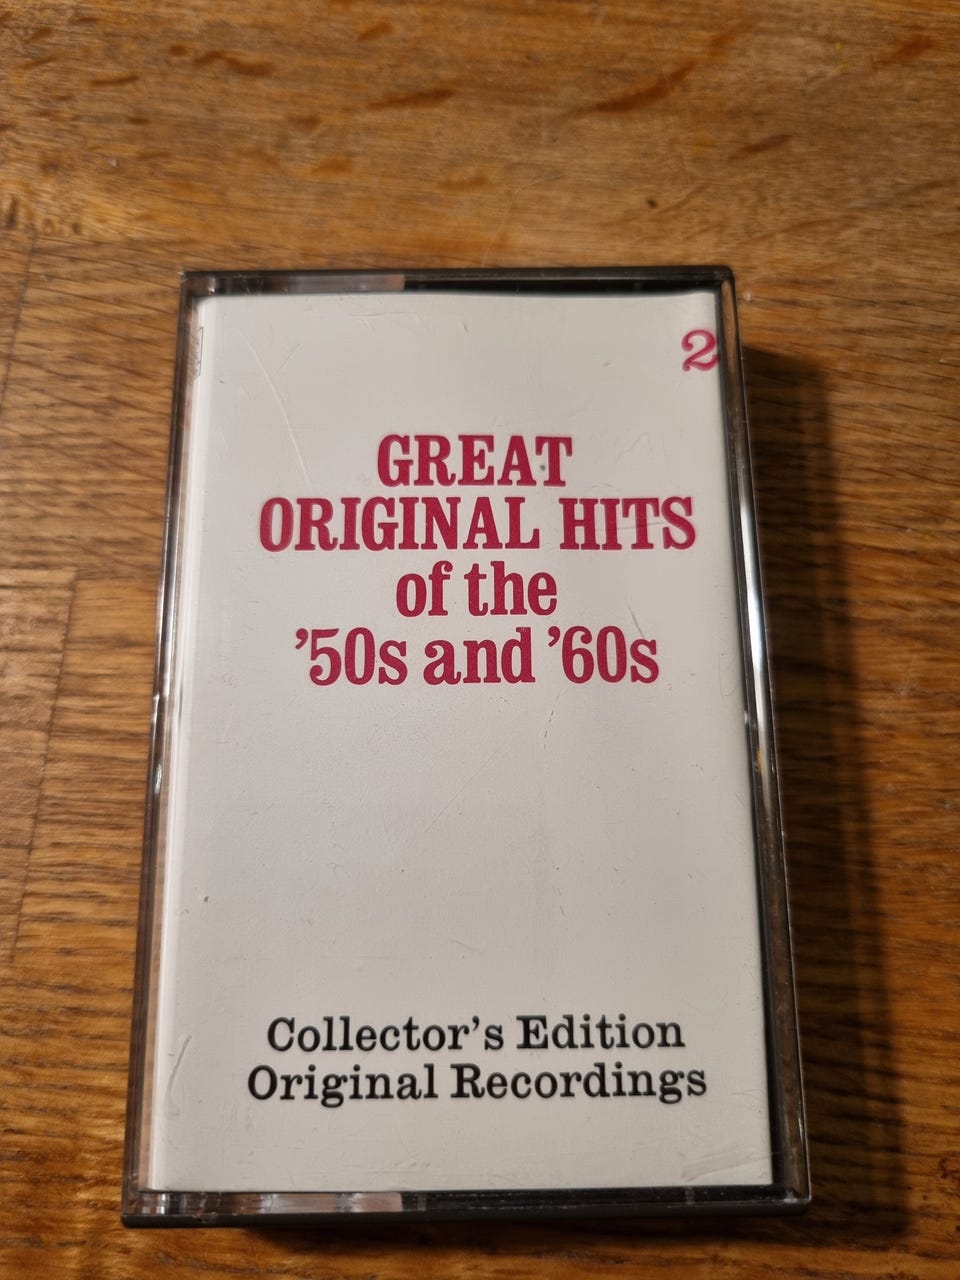 2
GREAT
ORIGINAL HITS
of the
’50s and ’60s
Collector’s Edition
Original Recordings